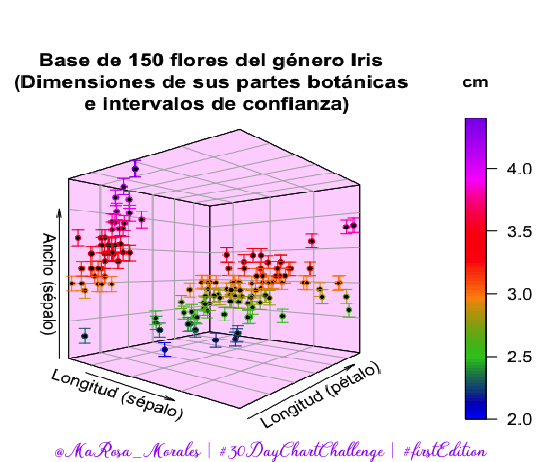 Base de 150 flores del género Iris
(Dimensiones de sus partes botánicas
e intervalos de confianza)
cm
4.0
3.5
3.0
2.5
2.0
Ancho (sépalo)
Longitud (sépalo)
Longitud (pétalo)
@MaRosa_Morales | #30DayChartChallenge | #firstEdition